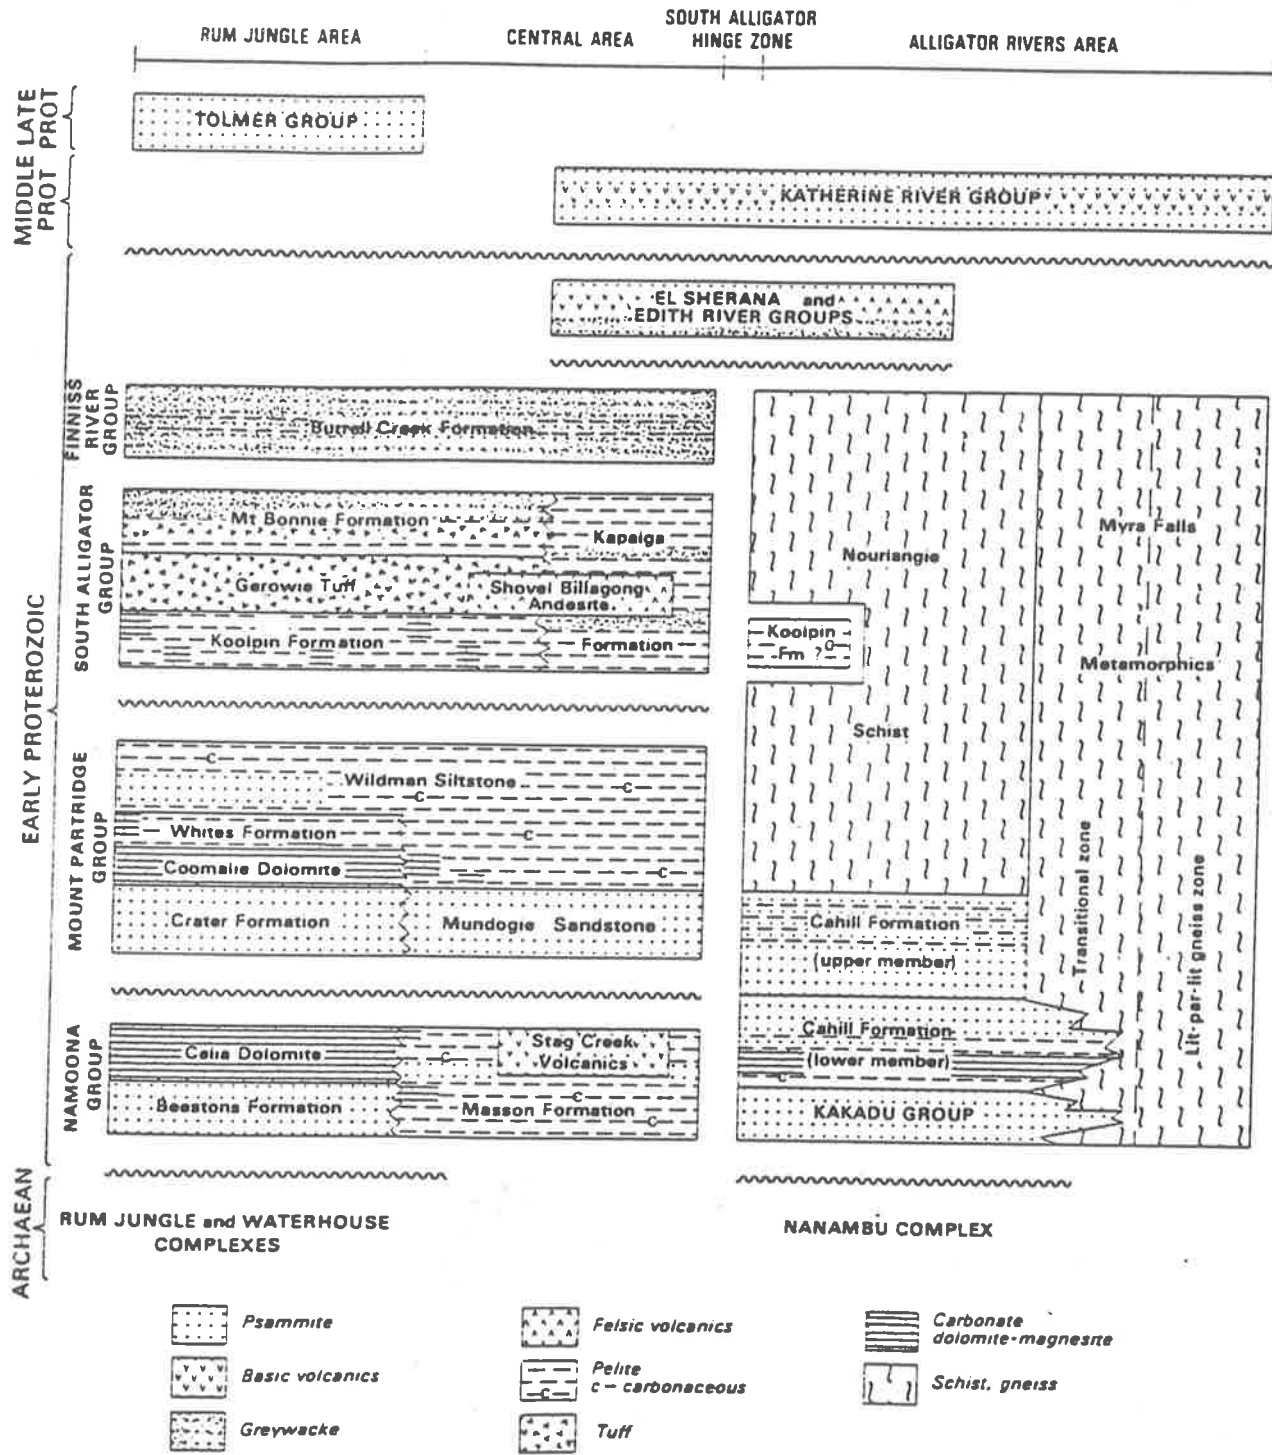 SOUTH ALLIGATOR
RUM JUNGLE AREA CENTRAL AREA HINGE ZONE ALLIGATOR RIVERS AREA
MIDDLE LATE
PROT PROT
TOLMER GROUP
KATHERINE RIVER GROUP
EL SHERANA and
EDITH RIVER GROUPS
EARLY PROTEROZOIC
FINNISS
RIVER
GROUP
Burrell Creek Formation
SOUTH ALLIGATOR
GROUP
Mt Bonnie Formation
Kapalga
Gerowie Tuff
Shovel Billabong
Andesite
Koolpin Formation
Formation
MOUNT PARTRIDGE
GROUP
C
Wildman Siltstone
C
C
Whites Formation
C
Coomalie Dolomite
C
Crater Formation
Mundogie Sandstone
NAMOONA
GROUP
Celia Dolomite
C
Stag Creek
Volcanics
Beestons Formation
C
Masson Formation
C
Nourlangie
Koolpin
Fm ?
Schist
Myra Falls
Metamorphics
Transitional zone
Lit-par-lit gneiss zone
Cahill Formation
(upper member)
Cahill Formation
(lower member)
C
KAKADU GROUP
ARCHAEAN
RUM JUNGLE and WATERHOUSE
COMPLEXES
NANAMBU COMPLEX
Psammite
Basic volcanics
Greywacke
Felsic volcanics
Pelite
C
c - carbonaceous
Tuff
Carbonate
dolomite-magnesite
Schist, gneiss